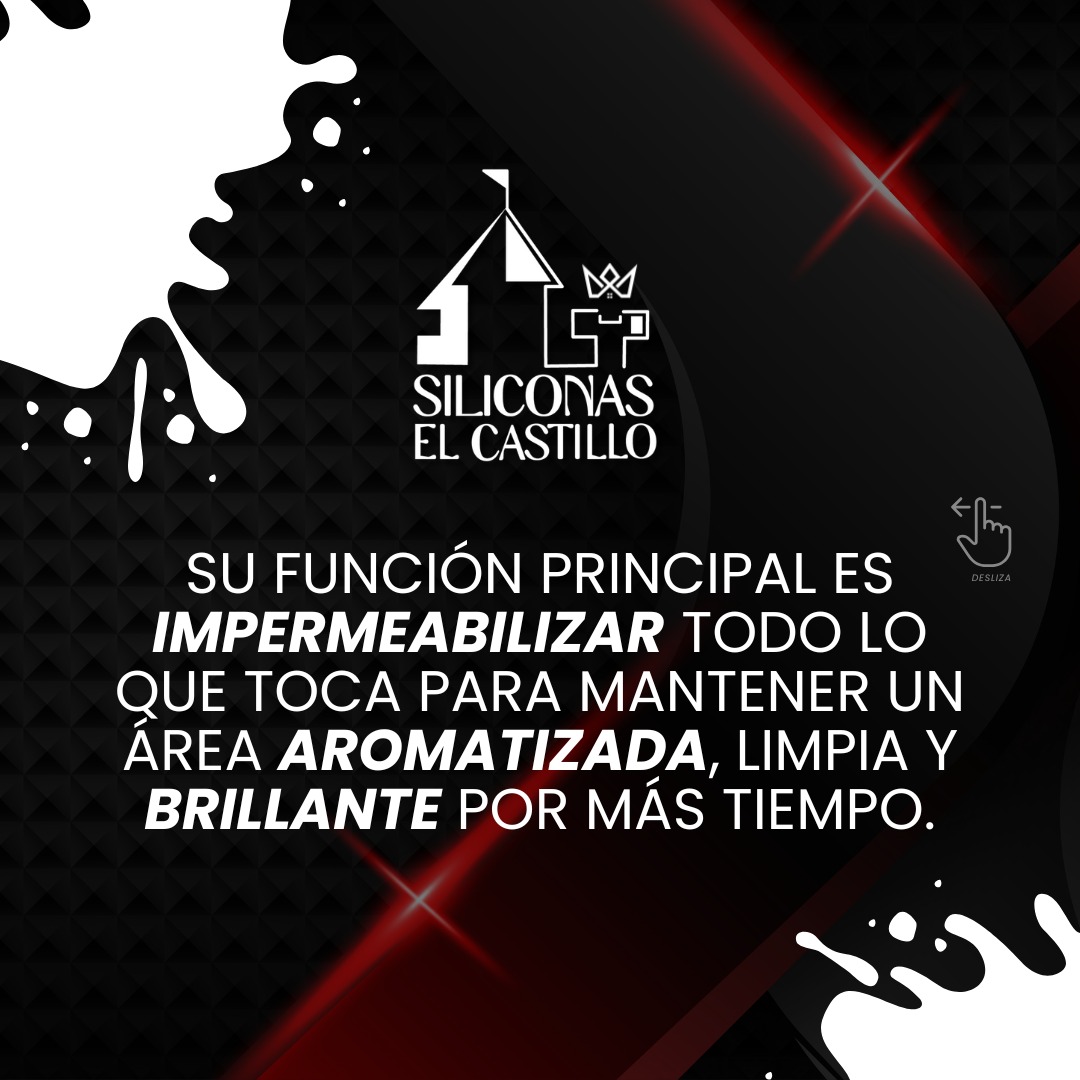 SILICONAS
EL CASTILLO
DESLIZA
SU FUNCIÓN PRINCIPAL ES
IMPERMEABILIZAR TODO LO
QUE TOCA PARA MANTENER UN
ÁREA AROMATIZADA, LIMPIA Y
BRILLANTE POR MÁS TIEMPO.